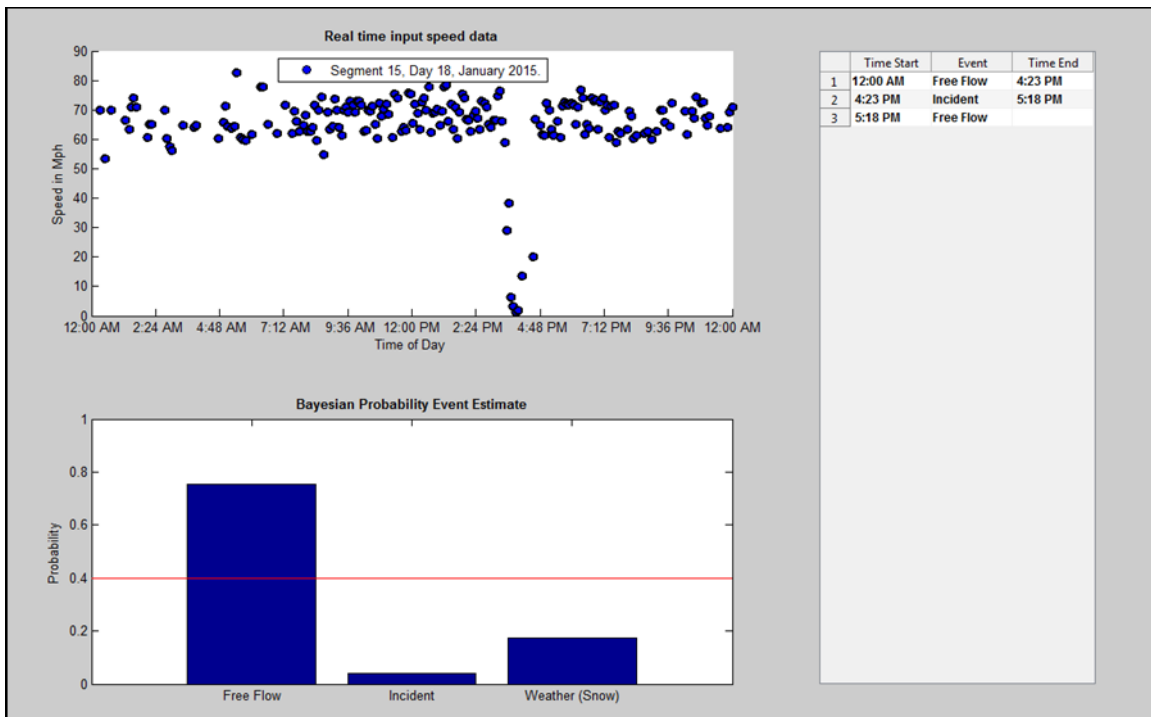 Real time input speed data
Segment 15, Day 18, January 2015.
90
80
70
60
50
40
30
20
10
0
Speed in Mph
12:00 AM 2:24 AM 4:48 AM 7:12 AM 9:36 AM 12:00 PM 2:24 PM 4:48 PM 7:12 PM 9:36 PM 12:00 AM
Time of Day
Bayesian Probability Event Estimate
1
0.8
0.6
0.4
0.2
0
Probability
Free Flow Incident Weather (Snow)
Time Start Event Time End
1 12:00 AM Free Flow 4:23 PM
2 4:23 PM Incident 5:18 PM
3 5:18 PM Free Flow